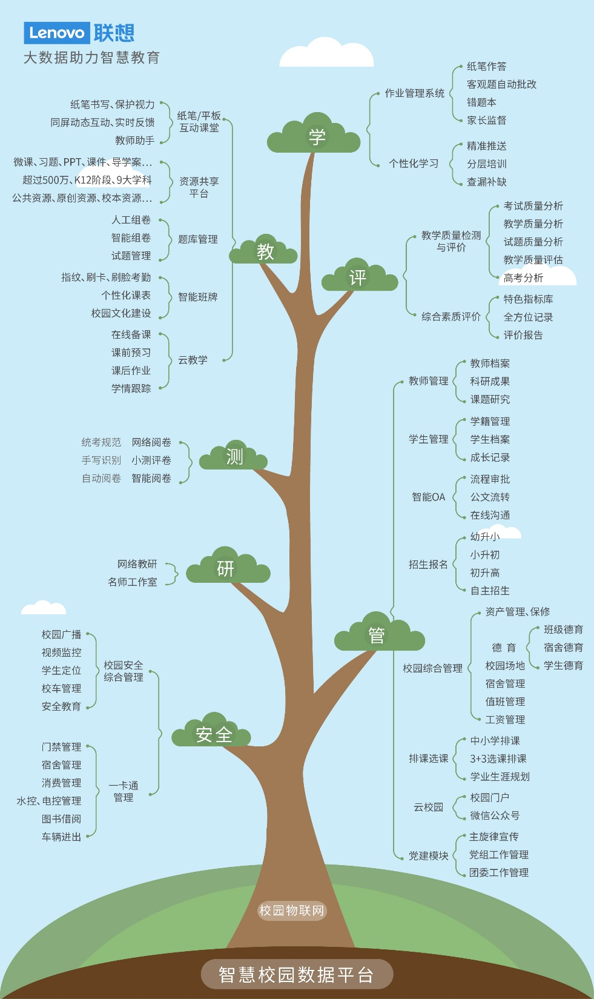 Lenovo 联想
大数据助力智慧教育
学
作业管理系统
纸笔作答
客观题自动批改
错题本
家长监督
个性化学习
精准推送
分层培训
查漏补缺
教
纸笔/平板
互动课堂
纸笔书写、保护视力
同屏动态互动、实时反馈
教师助手
资源共享
平台
微课、习题、PPT、课件、导学案...
超过500万、K12阶段、9大学科
公共资源、原创资源、校本资源...
题库管理
人工组卷
智能组卷
试题管理
智能班牌
指纹、刷卡、刷脸考勤
个性化课表
校园文化建设
云教学
在线备课
课前预习
课后作业
学情跟踪
评
教学质量检测
与评价
考试质量分析
教学质量分析
试题质量分析
教学质量评估
高考分析
综合素质评价
特色指标库
全方位记录
评价报告
测
统考规范 网络阅卷
手写识别 小测评卷
自动阅卷 智能阅卷
研
网络教研
名师工作室
管
教师管理
教师档案
科研成果
课题研究
学生管理
学籍管理
学生档案
成长记录
智能OA
流程审批
公文流转
在线沟通
招生报名
幼升小
小升初
初升高
自主招生
校园综合管理
资产管理、保修
德 育
班级德育
宿舍德育
学生德育
校园场地
宿舍管理
值班管理
工资管理
排课选课
中小学排课
3+3选课排课
学业生涯规划
云校园
校园门户
微信公众号
党建模块
主旋律宣传
党组工作管理
团委工作管理
安全
校园安全
综合管理
校园广播
视频监控
学生定位
校车管理
安全教育
一卡通
管理
门禁管理
宿舍管理
消费管理
水控、电控管理
图书借阅
车辆进出
校园物联网
智慧校园数据平台